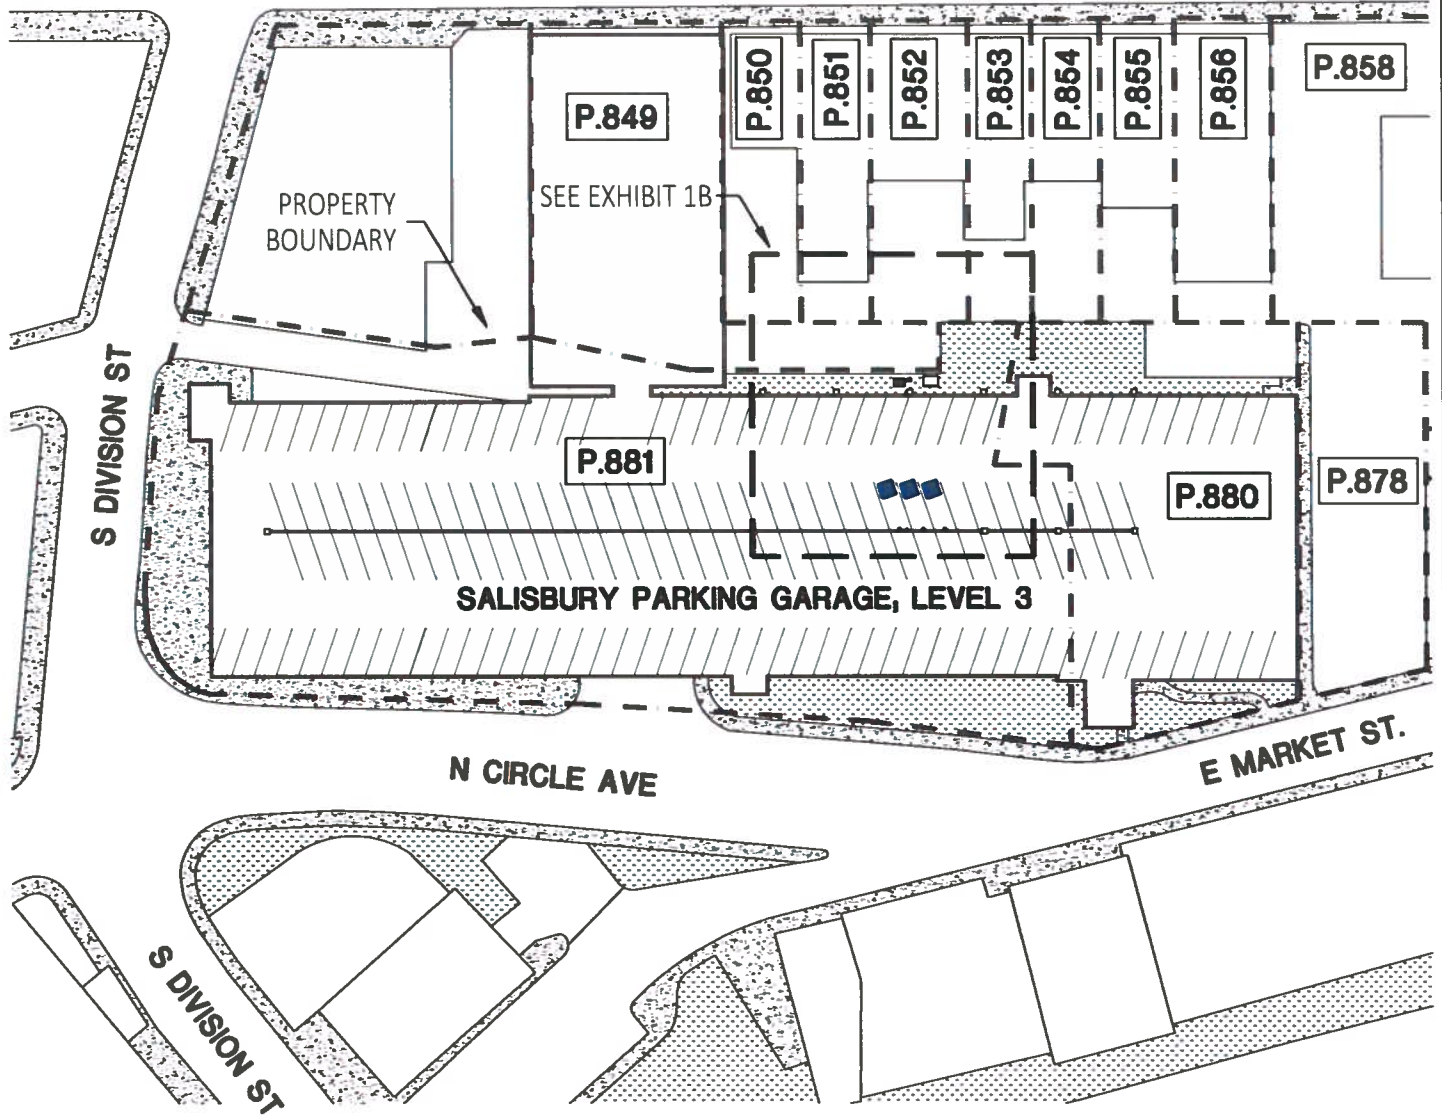 P.849
P.850
P.851
P.852
P.853
P.854
P.855
P.856
P.858
PROPERTY
BOUNDARY
SEE EXHIBIT 1B
S DIVISION ST
P.881
P.880
P.878
SALISBURY PARKING GARAGE, LEVEL 3
N CIRCLE AVE
E MARKET ST.
S DIVISION ST